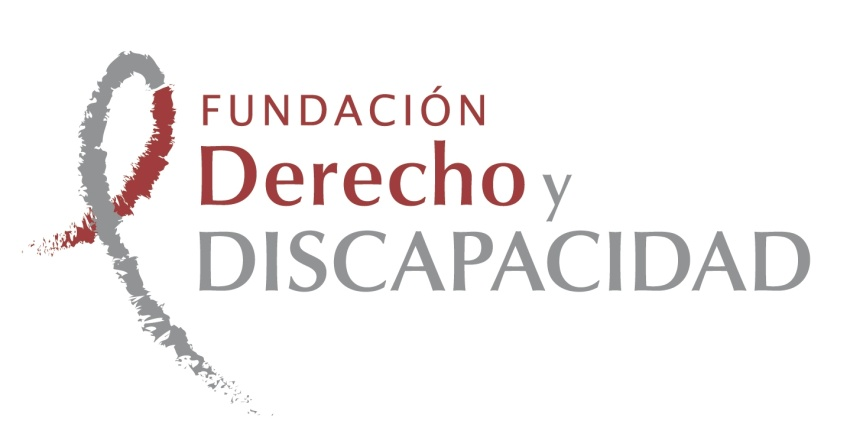 FUNDACIÓN
Derecho y
DISCAPACIDAD